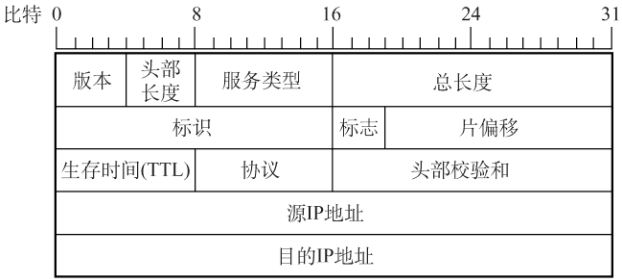 比特 0 8 16 24 31
版本 头部长度 服务类型 总长度
标识 标志 片偏移
生存时间(TTL) 协议 头部校验和
源IP地址
目的IP地址